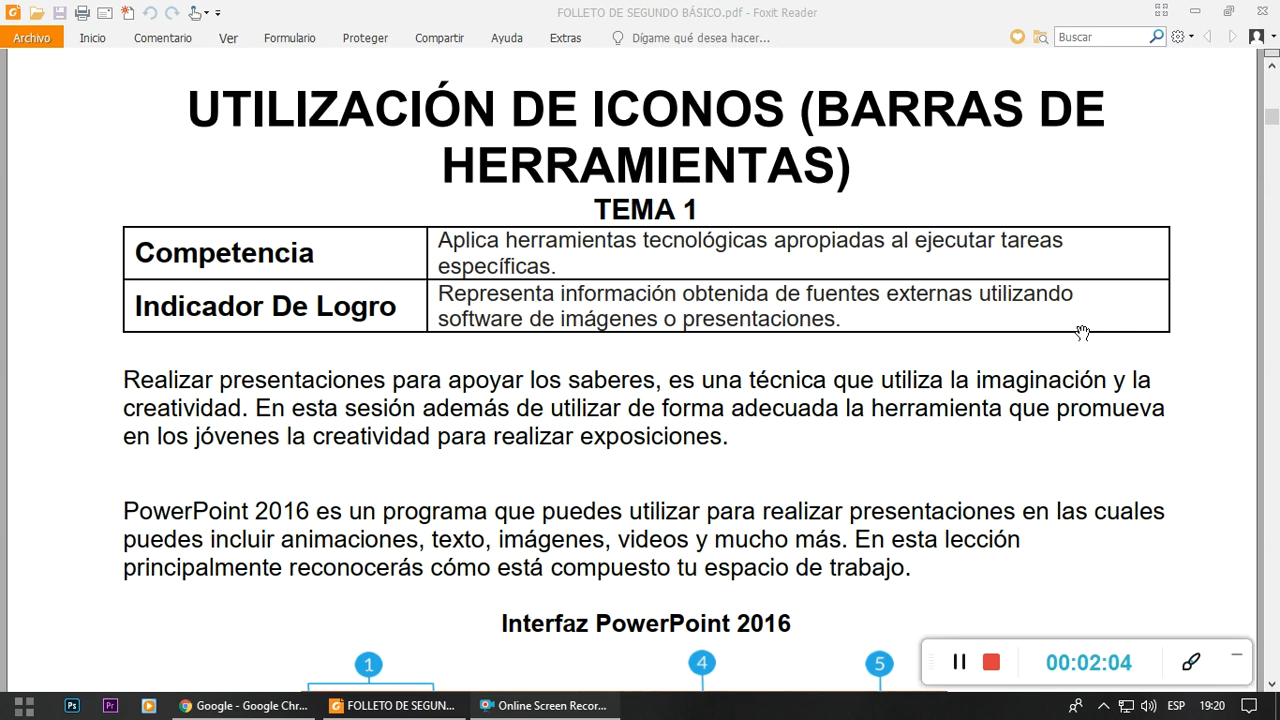 FOLLETO DE SEGUNDO BÁSICO.pdf - Foxit Reader
Archivo Inicio Comentario Ver Formulario Proteger Compartir Ayuda Extras Dígame qué desea hacer... Buscar
UTILIZACIÓN DE ICONOS (BARRAS DE
HERRAMIENTAS)
TEMA 1
Competencia
Aplica herramientas tecnológicas apropiadas al ejecutar tareas
específicas.
Indicador De Logro
Representa información obtenida de fuentes externas utilizando
software de imágenes o presentaciones.
Realizar presentaciones para apoyar los saberes, es una técnica que utiliza la imaginación y la
creatividad. En esta sesión además de utilizar de forma adecuada la herramienta que promueva
en los jóvenes la creatividad para realizar exposiciones.
PowerPoint 2016 es un programa que puedes utilizar para realizar presentaciones en las cuales
puedes incluir animaciones, texto, imágenes, videos y mucho más. En esta lección
principalmente reconocerás cómo está compuesto tu espacio de trabajo.
Interfaz PowerPoint 2016
1 4 5
00:02:04
Ps Pr Google - Google Chr... FOLLETO DE SEGUN... Online Screen Recor... ESP 19:20